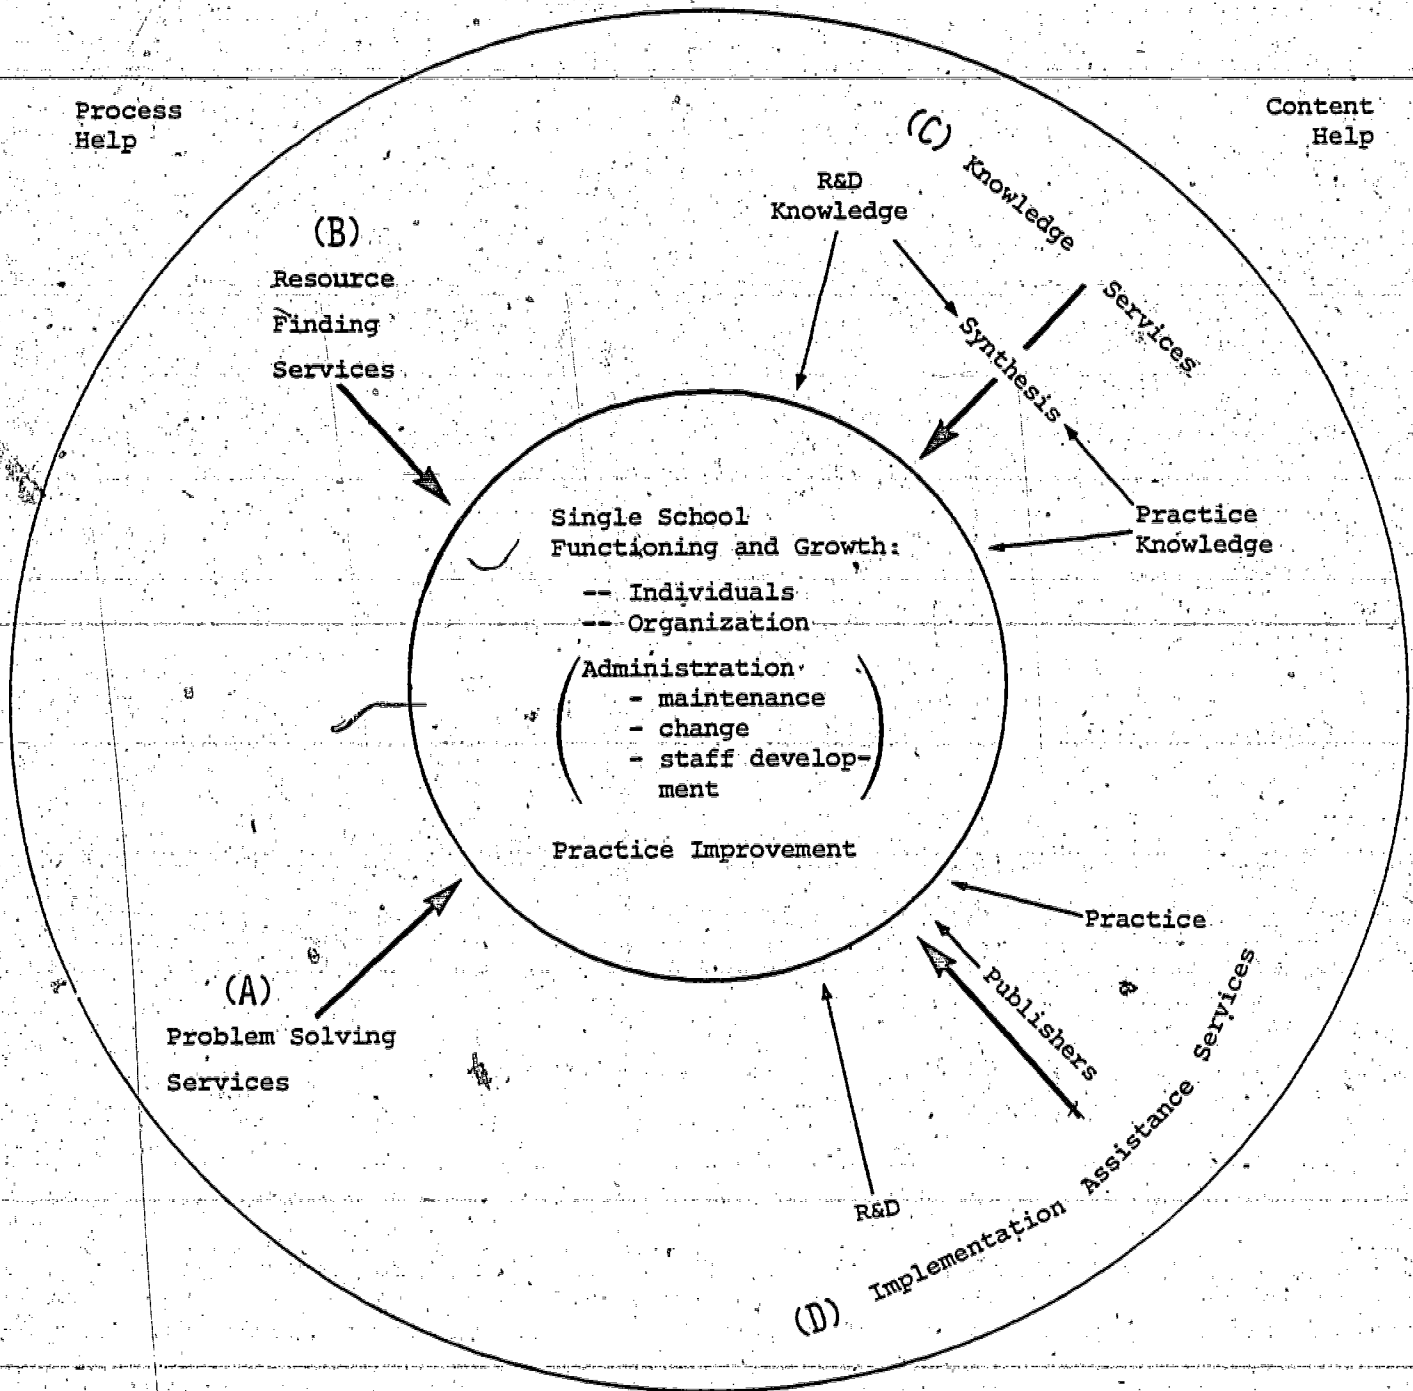 Process
Help
Content
Help
(C) Knowledge Services
R&D
Knowledge
(B)
Resource
Finding
Services
Synthesis
Practice
Knowledge
Single School
Functioning and Growth:
-- Individuals
-- Organization
(Administration
- maintenance
- change
- staff develop-
ment)
Practice Improvement
Practice
(A)
Problem Solving
Services
Publishers
R&D
(D) Implementation Assistance Services